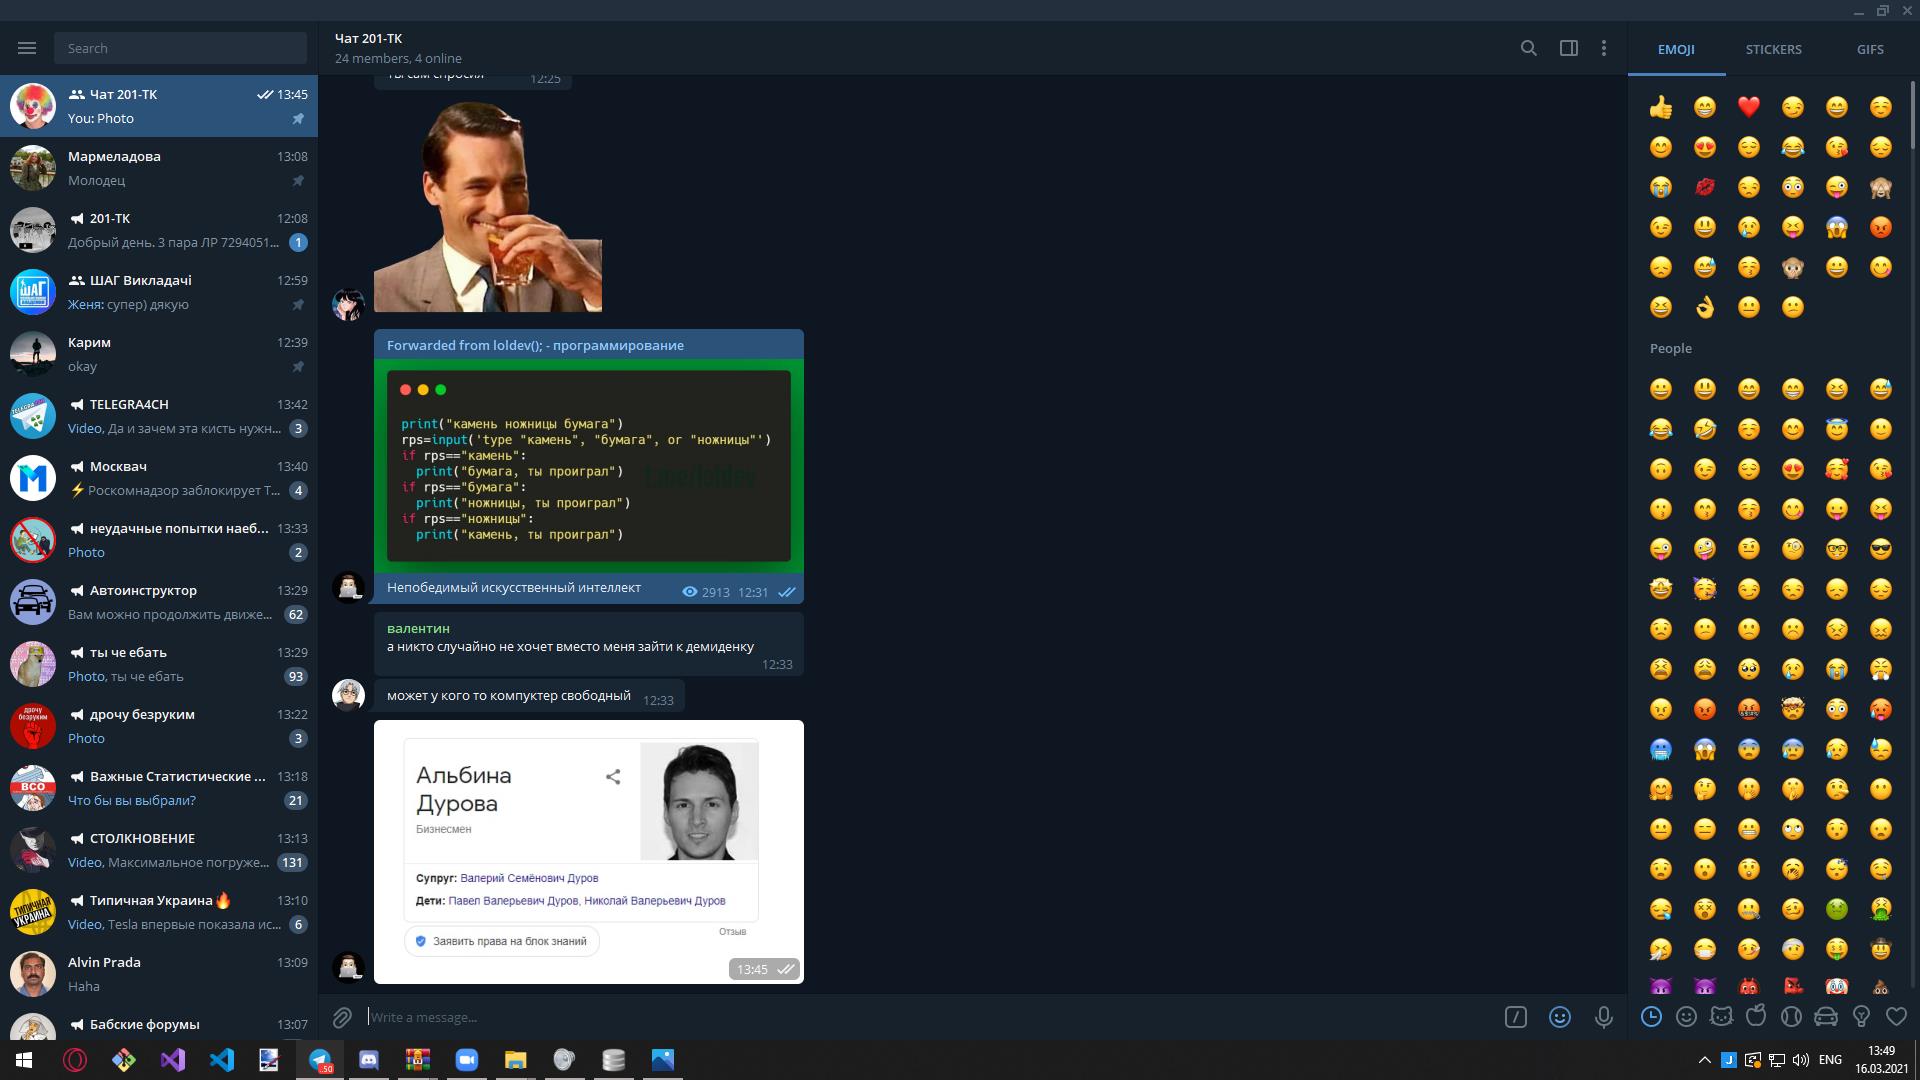 Search
Чат 201-ТК
13:45
You: Photo
Мармеладова
13:08
Молодец
201-ТК
12:08
Добрый день. 3 пара ЛР 7294051...
1
ШАГ
ШАГ Викладачі
12:59
Женя: супер) дякую
Карим
12:39
okay
TELEGRA4CH
13:42
Video, Да и зачем эта кисть нужн...
3
Москвач
13:40
⚡Роскомнадзор заблокирует Т...
4
неудачные попытки наеб...
13:33
Photo
2
Автоинструктор
13:29
Вам можно продолжить движе...
62
ты че ебать
13:29
Photo, ты че ебать
93
дрочу безруким
дрочу безруким
13:22
Photo
3
ВСО
Важные Статистические ...
13:18
Что бы вы выбрали?
21
СТОЛКНОВЕНИЕ
13:13
Video, Максимальное погруже...
131
ТИПИЧНАЯ УКРАИНА
Типичная Украина🔥
13:10
Video, Tesla впервые показала ис...
6
Alvin Prada
13:09
Haha
Бабские форумы
13:07
Чат 201-ТК
24 members, 4 online
ты сам спросил
12:25
Forwarded from loldev(); - программирование
print("камень ножницы бумага")
rps=input('type "камень", "бумага", or "ножницы"')
if rps=="камень":
print("бумага, ты проиграл")
t.me/loldev
if rps=="бумага":
print("ножницы, ты проиграл")
if rps=="ножницы":
print("камень, ты проиграл")
Непобедимый искусственный интеллект
2913 12:31
валентин
а никто случайно не хочет вместо меня зайти к демиденку
12:33
может у кого то компуктер свободный
12:33
Альбина
Дурова
Бизнесмен
Супруг: Валерий Семёнович Дуров
Дети: Павел Валерьевич Дуров, Николай Валерьевич Дуров
Отзыв
Заявить права на блок знаний
13:45
Write a message...
EMOJI STICKERS GIFS
People
50
ENG
13:49
16.03.2021